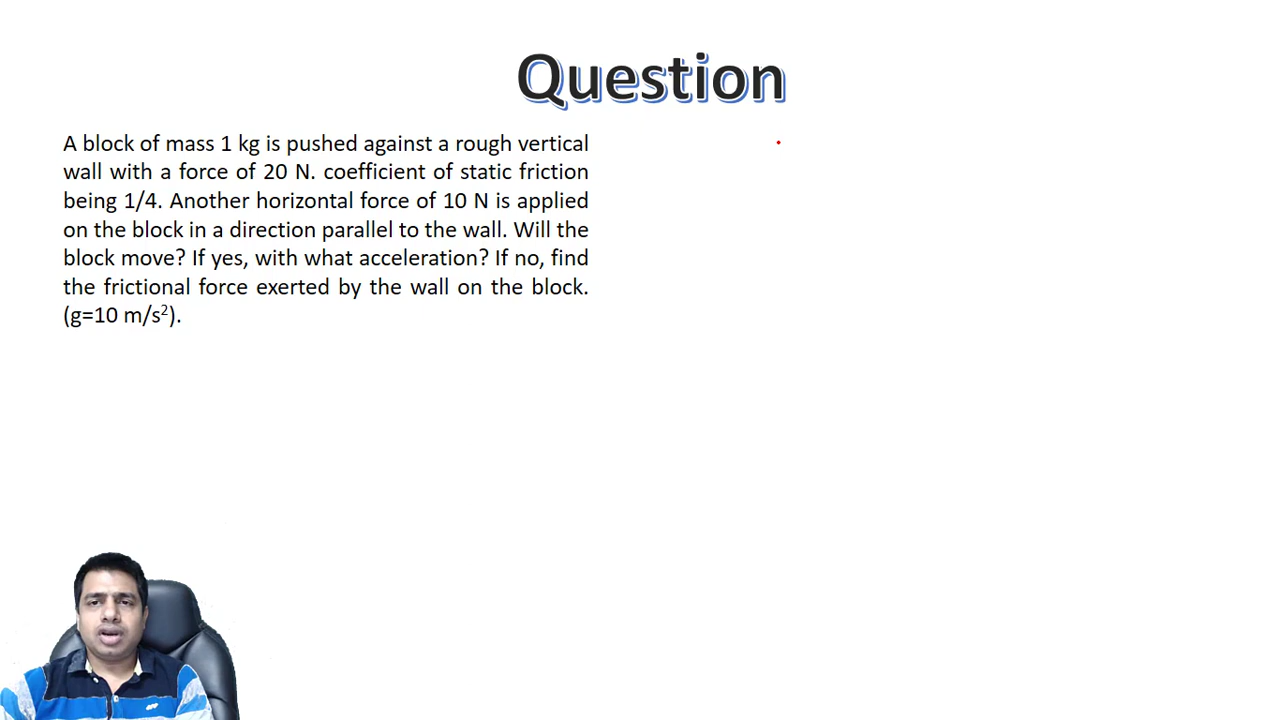 Question
A block of mass 1 kg is pushed against a rough vertical
wall with a force of 20 N. coefficient of static friction
being 1/4. Another horizontal force of 10 N is applied
on the block in a direction parallel to the wall. Will the
block move? If yes, with what acceleration? If no, find
the frictional force exerted by the wall on the block.
(g=10 m/s²).